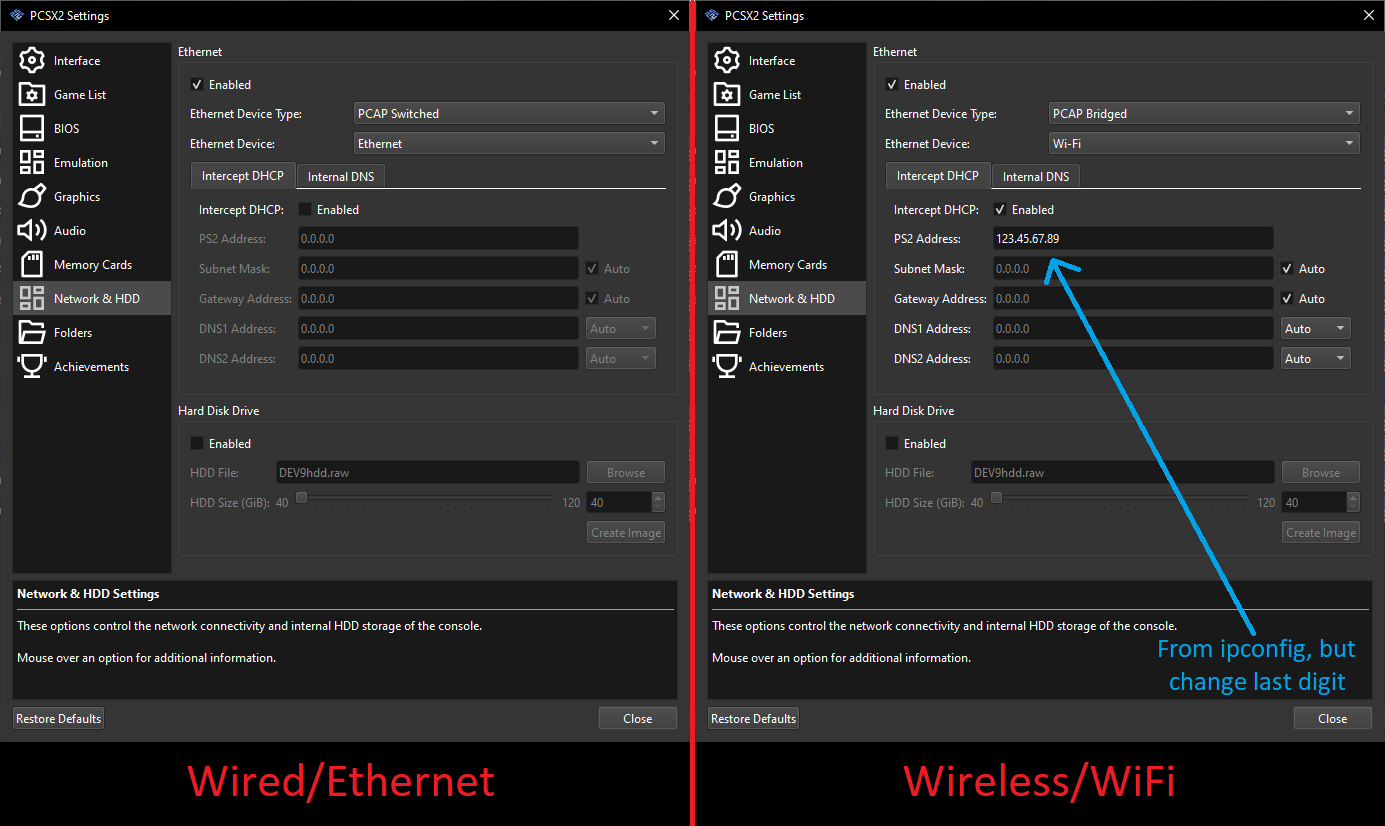 PCSX2 Settings
Interface
Game List
BIOS
Emulation
Graphics
Audio
Memory Cards
Network & HDD
Folders
Achievements
Ethernet
Enabled
Ethernet Device Type: PCAP Switched
Ethernet Device: Ethernet
Intercept DHCP Internal DNS
Intercept DHCP: Enabled
PS2 Address: 0.0.0.0
Subnet Mask: 0.0.0.0 Auto
Gateway Address: 0.0.0.0 Auto
DNS1 Address: 0.0.0.0 Auto
DNS2 Address: 0.0.0.0 Auto
Hard Disk Drive
Enabled
HDD File: DEV9hdd.raw Browse
HDD Size (GiB): 40 120 40
Create Image
Network & HDD Settings
These options control the network connectivity and internal HDD storage of the console.
Mouse over an option for additional information.
Restore Defaults Close
Wired/Ethernet
PCSX2 Settings
Interface
Game List
BIOS
Emulation
Graphics
Audio
Memory Cards
Network & HDD
Folders
Achievements
Ethernet
Enabled
Ethernet Device Type: PCAP Bridged
Ethernet Device: Wi-Fi
Intercept DHCP Internal DNS
Intercept DHCP: Enabled
PS2 Address: 123.45.67.89
Subnet Mask: 0.0.0.0 Auto
Gateway Address: 0.0.0.0 Auto
DNS1 Address: 0.0.0.0 Auto
DNS2 Address: 0.0.0.0 Auto
Hard Disk Drive
Enabled
HDD File: DEV9hdd.raw Browse
HDD Size (GiB): 40 120 40
Create Image
Network & HDD Settings
These options control the network connectivity and internal HDD storage of the console.
Mouse over an option for additional information.
From ipconfig, but
change last digit
Restore Defaults Close
Wireless/WiFi